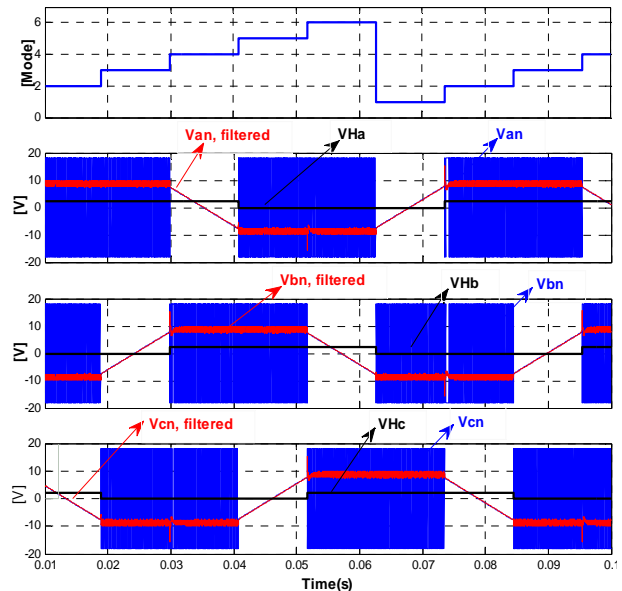 [Mode]
6
4
2
0
Van, filtered
VHa
Van
[V]
20
10
0
-10
-20
Vbn, filtered
VHb
Vbn
[V]
20
10
0
-10
-20
Vcn, filtered
VHc
Vcn
[V]
20
10
0
-10
-20
0.01 0.02 0.03 0.04 0.05 0.06 0.07 0.08 0.09 0.1
Time(s)